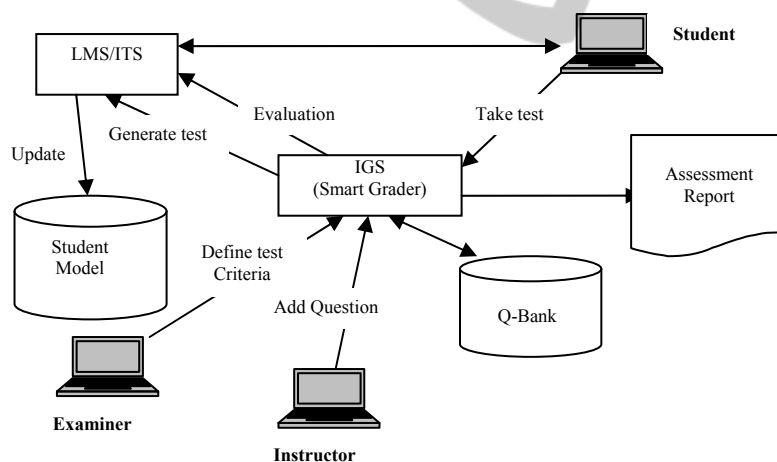 LMS/ITS
Student
Evaluation
Generate test
Take test
Update
IGS
(Smart Grader)
Assessment
Report
Student
Model
Define test
Criteria
Add Question
Q-Bank
Examiner
Instructor